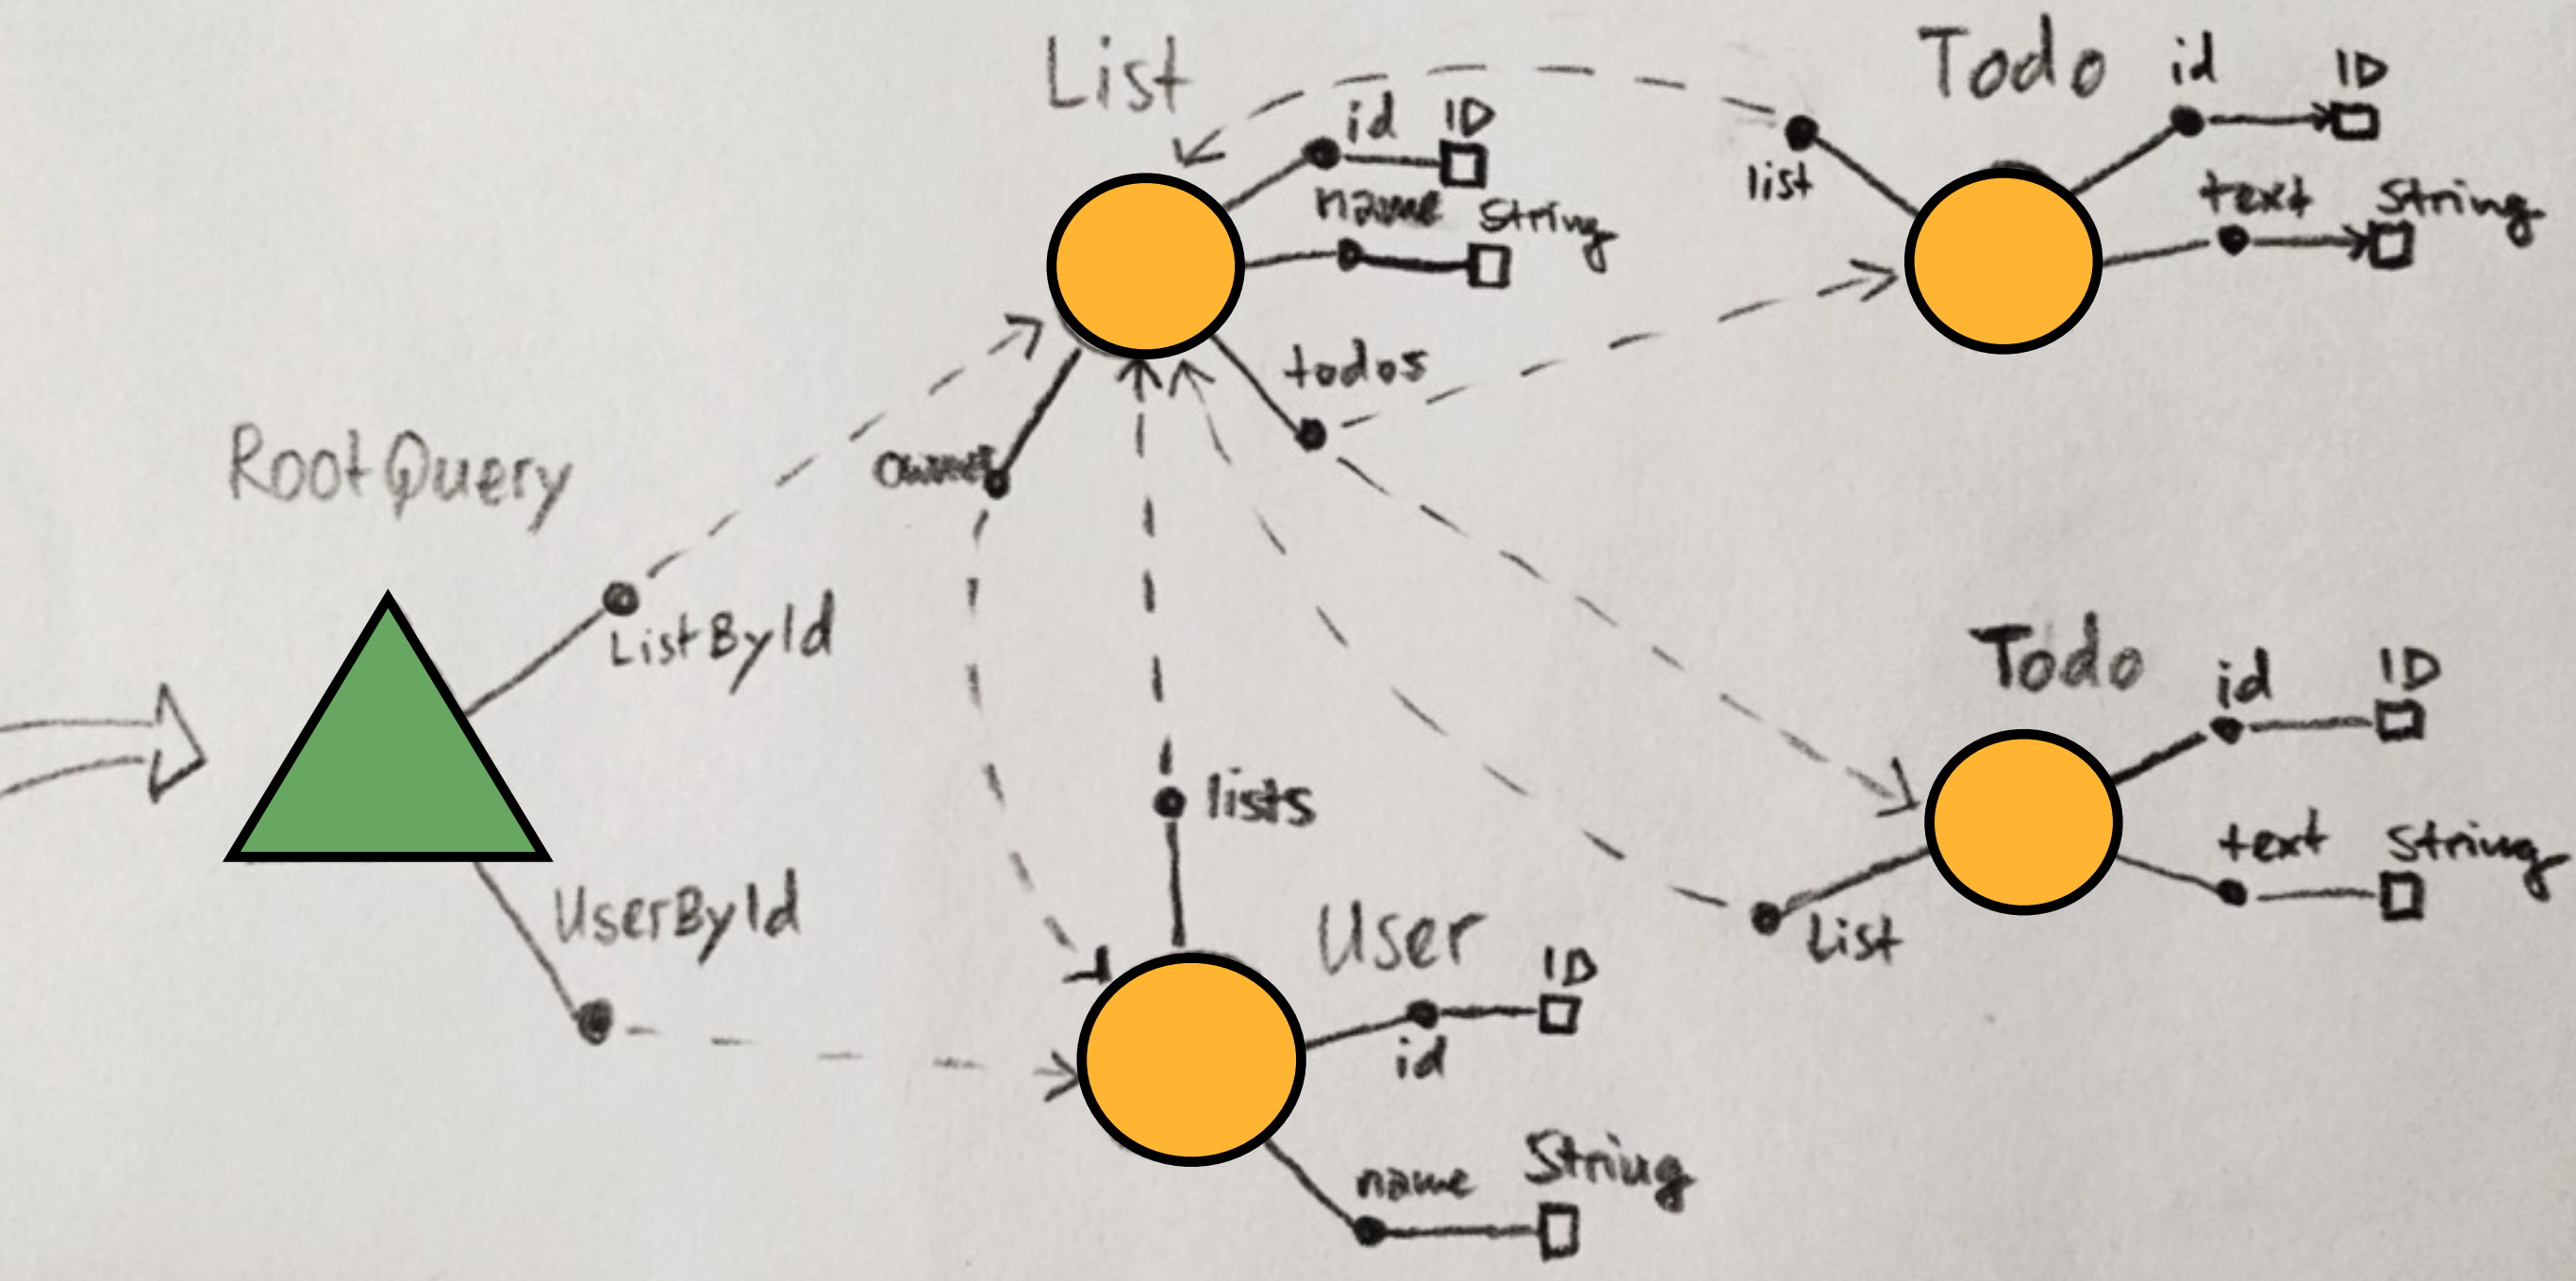 List
id
ID
name
String
todos
owner
Todo
id
ID
list
text
String
RootQuery
ListById
UserById
lists
User
ID
id
name
String
Todo
id
ID
text
String
List